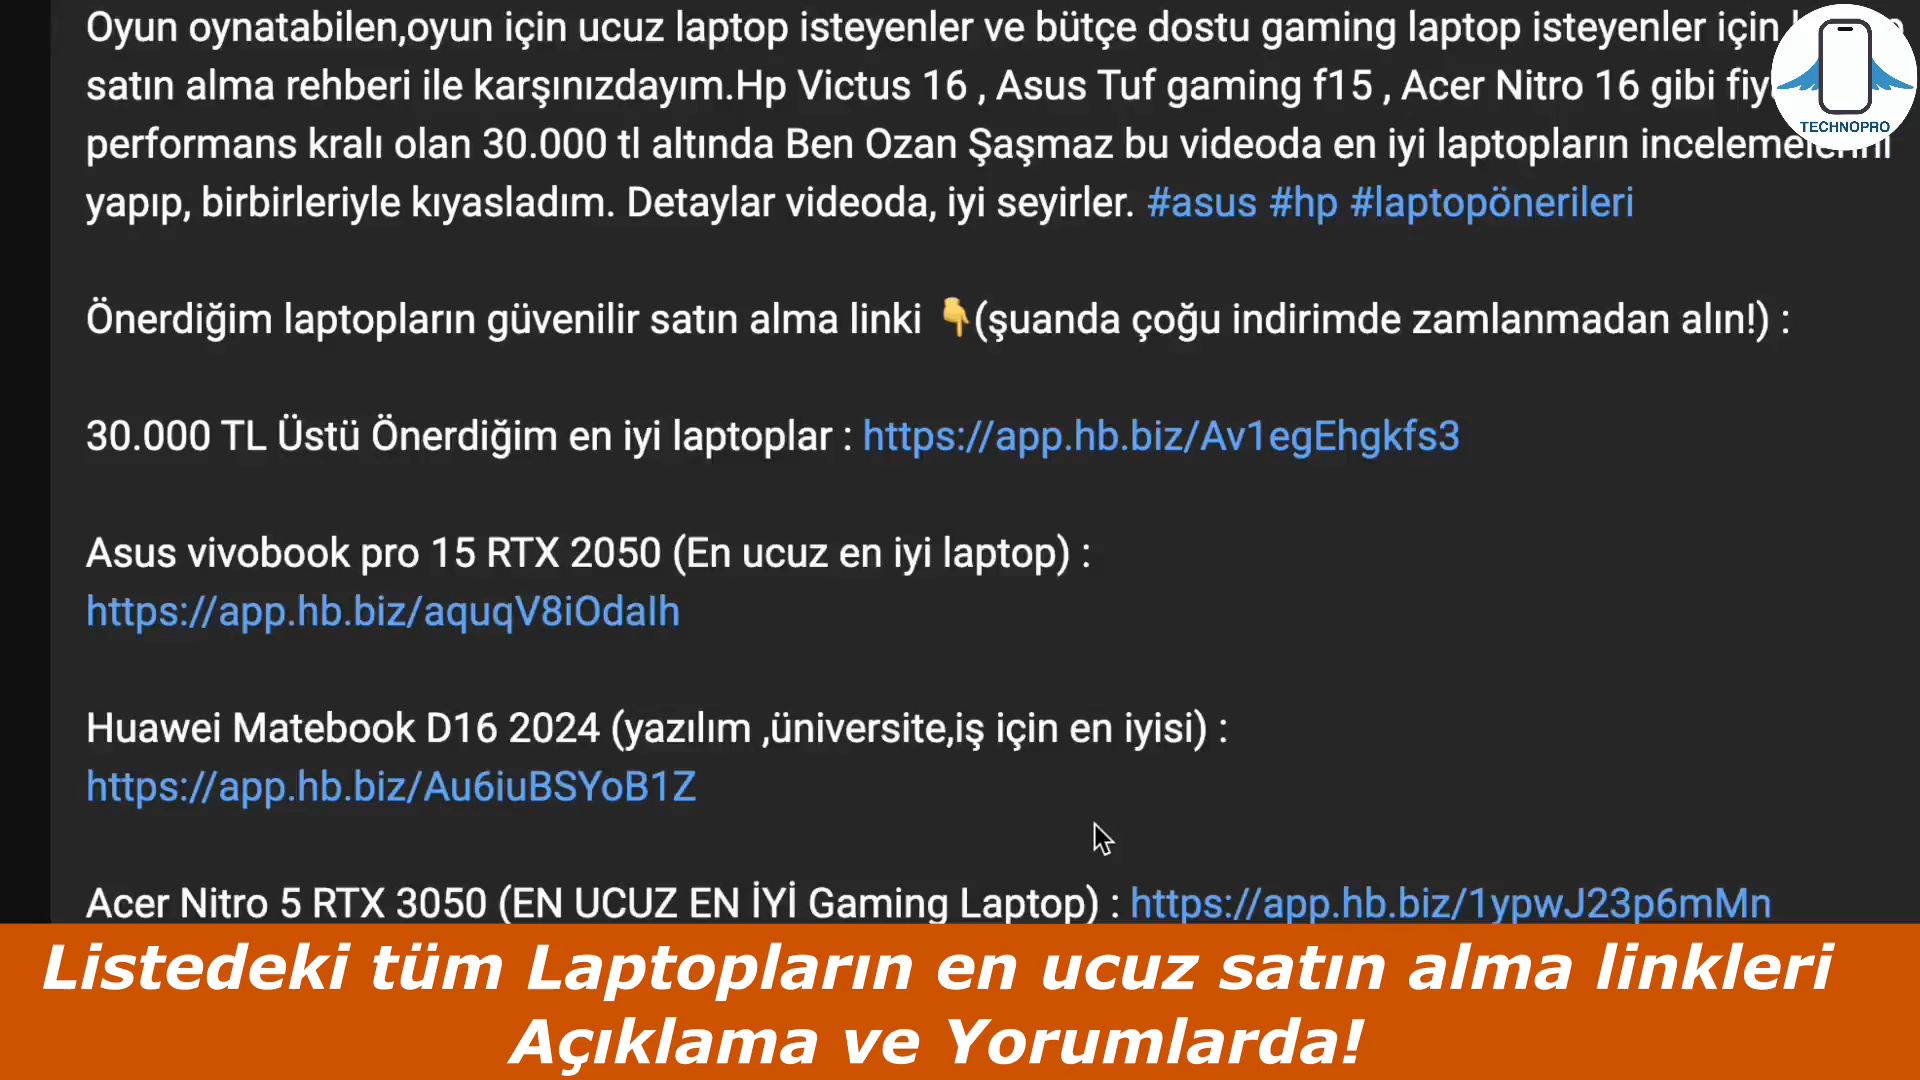 Oyun oynatabilen,oyun için ucuz laptop isteyenler ve bütçe dostu gaming laptop isteyenler için
satın alma rehberi ile karşınızdayım.Hp Victus 16 , Asus Tuf gaming f15 , Acer Nitro 16 gibi
TECHNOPRO
performans kralı olan 30.000 tl altında Ben Ozan Şaşmaz bu videoda en iyi laptopların incelemelerini
yapıp, birbirleriyle kıyasladım. Detaylar videoda, iyi seyirler. #asus #hp #laptopönerileri
Önerdiğim laptopların güvenilir satın alma linki 👇(şuanda çoğu indirimde zamlanmadan alın!) :
30.000 TL Üstü Önerdiğim en iyi laptoplar : https://app.hb.biz/Av1egEhgkfs3
Asus vivobook pro 15 RTX 2050 (En ucuz en iyi laptop) :
https://app.hb.biz/aquqV8iOdaIh
Huawei Matebook D16 2024 (yazılım ,üniversite,iş için en iyisi) :
https://app.hb.biz/Au6iuBSYoB1Z
Acer Nitro 5 RTX 3050 (EN UCUZ EN İYİ Gaming Laptop) : https://app.hb.biz/1ypwJ23p6mMn
Listedeki tüm Laptopların en ucuz satın alma linkleri
Açıklama ve Yorumlarda!